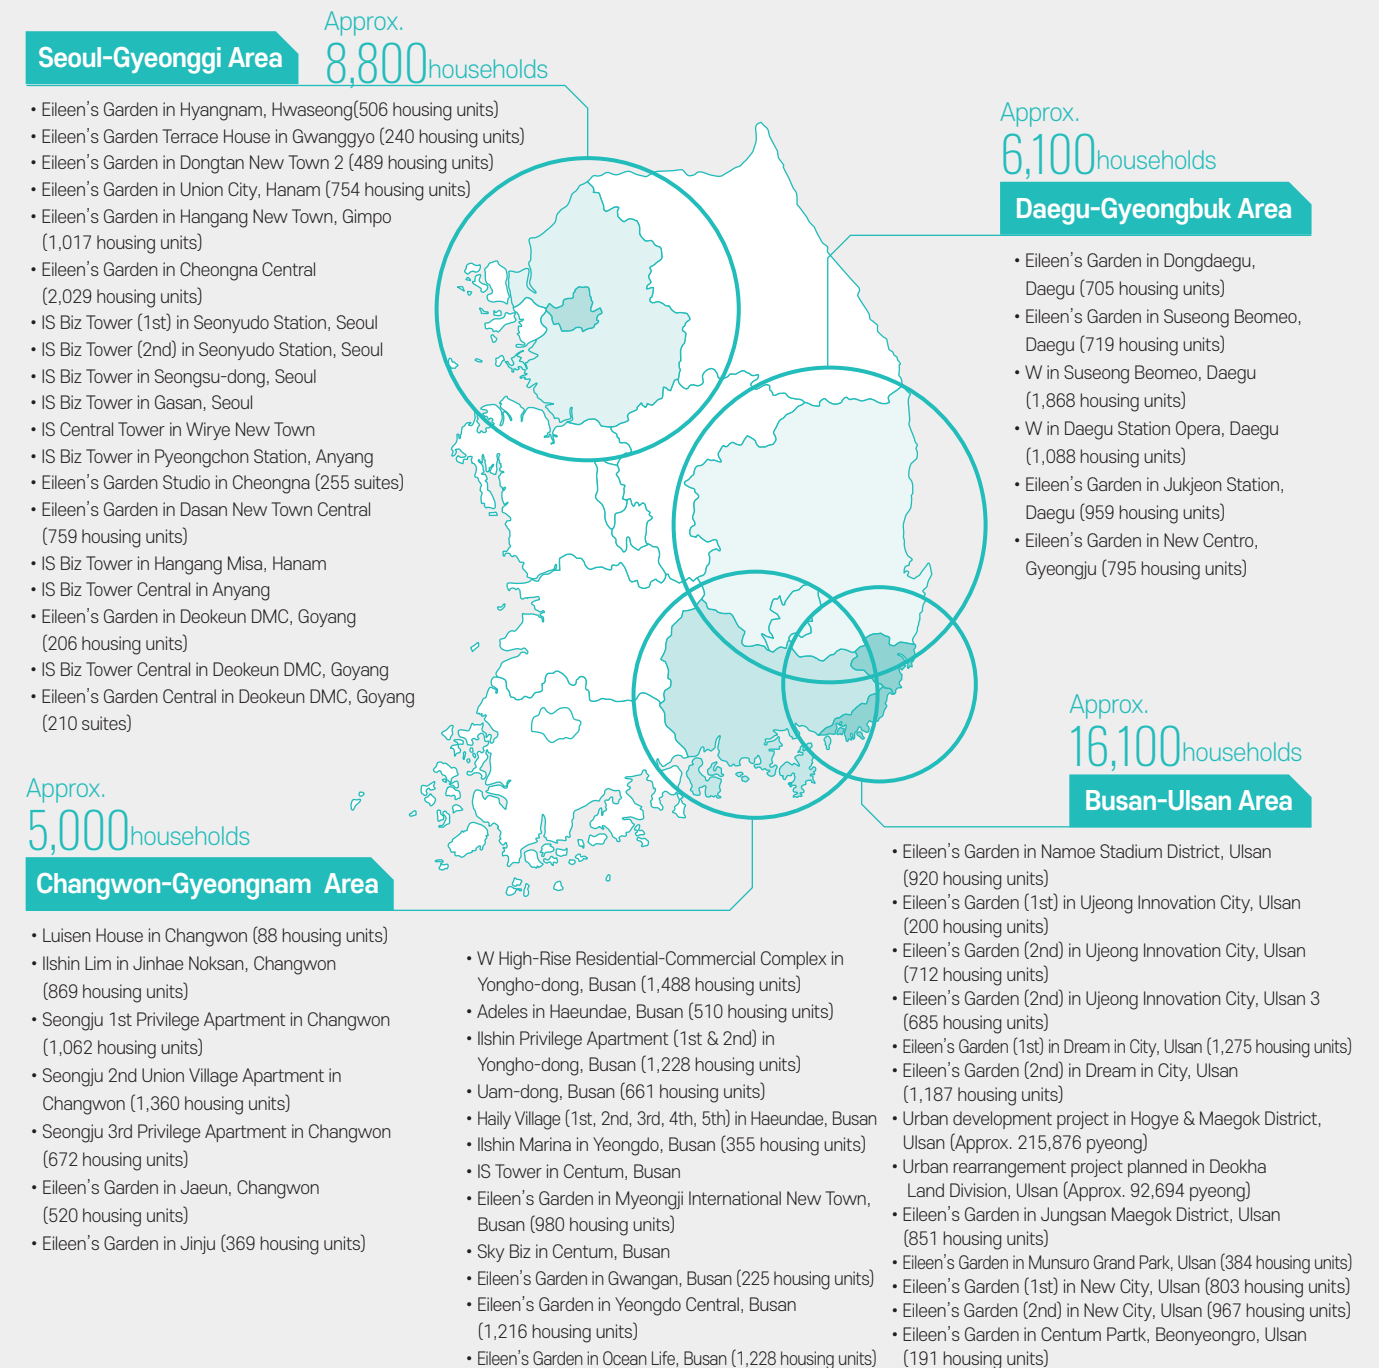 Seoul-Gyeonggi Area
Approx.
8,800 households
• Eileen's Garden in Hyangnam, Hwaseong(506 housing units)
• Eileen's Garden Terrace House in Gwanggyo (240 housing units)
• Eileen's Garden in Dongtan New Town 2 (489 housing units)
• Eileen's Garden in Union City, Hanam (754 housing units)
• Eileen's Garden in Hangang New Town, Gimpo
(1,017 housing units)
• Eileen's Garden in Cheongna Central
(2,029 housing units)
• IS Biz Tower (1st) in Seonyudo Station, Seoul
• IS Biz Tower (2nd) in Seonyudo Station, Seoul
• IS Biz Tower in Seongsu-dong, Seoul
• IS Biz Tower in Gasan, Seoul
• IS Central Tower in Wirye New Town
• IS Biz Tower in Pyeongchon Station, Anyang
• Eileen's Garden Studio in Cheongna (255 suites)
• Eileen's Garden in Dasan New Town Central
(759 housing units)
• IS Biz Tower in Hangang Misa, Hanam
• IS Biz Tower Central in Anyang
• Eileen's Garden in Deokeun DMC, Goyang
(206 housing units)
• IS Biz Tower Central in Deokeun DMC, Goyang
• Eileen's Garden Central in Deokeun DMC, Goyang
(210 suites)
Approx.
6,100 households
Daegu-Gyeongbuk Area
• Eileen's Garden in Dongdaegu,
Daegu (705 housing units)
• Eileen's Garden in Suseong Beomeo,
Daegu (719 housing units)
• W in Suseong Beomeo, Daegu
(1,868 housing units)
• W in Daegu Station Opera, Daegu
(1,088 housing units)
• Eileen's Garden in Jukjeon Station,
Daegu (959 housing units)
• Eileen's Garden in New Centro,
Gyeongju (795 housing units)
Approx.
5,000 households
Changwon-Gyeongnam Area
• Luisen House in Changwon (88 housing units)
• Ilshin Lim in Jinhae Noksan, Changwon
(869 housing units)
• Seongju 1st Privilege Apartment in Changwon
(1,062 housing units)
• Seongju 2nd Union Village Apartment in
Changwon (1,360 housing units)
• Seongju 3rd Privilege Apartment in Changwon
(672 housing units)
• Eileen's Garden in Jaeun, Changwon
(520 housing units)
• Eileen's Garden in Jinju (369 housing units)
Approx.
16,100 households
Busan-Ulsan Area
• W High-Rise Residential-Commercial Complex in
Yongho-dong, Busan (1,488 housing units)
• Adeles in Haeundae, Busan (510 housing units)
• Ilshin Privilege Apartment (1st & 2nd) in
Yongho-dong, Busan (1,228 housing units)
• Uam-dong, Busan (661 housing units)
• Haily Village (1st, 2nd, 3rd, 4th, 5th) in Haeundae, Busan
• Ilshin Marina in Yeongdo, Busan (355 housing units)
• IS Tower in Centum, Busan
• Eileen's Garden in Myeongji International New Town,
Busan (980 housing units)
• Sky Biz in Centum, Busan
• Eileen's Garden in Gwangan, Busan (225 housing units)
• Eileen's Garden in Yeongdo Central, Busan
(1,216 housing units)
• Eileen's Garden in Ocean Life, Busan (1,228 housing units)
• Eileen's Garden in Namoe Stadium District, Ulsan
(920 housing units)
• Eileen's Garden (1st) in Ujeong Innovation City, Ulsan
(200 housing units)
• Eileen's Garden (2nd) in Ujeong Innovation City, Ulsan
(712 housing units)
• Eileen's Garden (2nd) in Ujeong Innovation City, Ulsan 3
(685 housing units)
• Eileen's Garden (1st) in Dream in City, Ulsan (1,275 housing units)
• Eileen's Garden (2nd) in Dream in City, Ulsan
(1,187 housing units)
• Urban development project in Hogye & Maegok District,
Ulsan (Approx. 215,876 pyeong)
• Urban rearrangement project planned in Deokha
Land Division, Ulsan (Approx. 92,694 pyeong)
• Eileen's Garden in Jungsan Maegok District, Ulsan
(851 housing units)
• Eileen's Garden in Munsuro Grand Park, Ulsan (384 housing units)
• Eileen's Garden (1st) in New City, Ulsan (803 housing units)
• Eileen's Garden (2nd) in New City, Ulsan (967 housing units)
• Eileen's Garden in Centum Partk, Beonyeongro, Ulsan
(191 housing units)